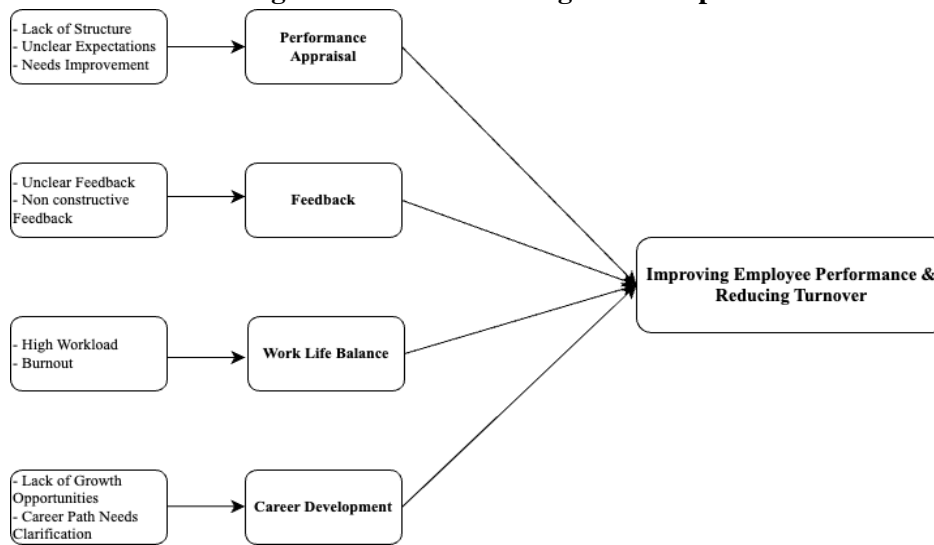 - Lack of Structure
- Unclear Expectations
- Needs Improvement
Performance
Appraisal
- Unclear Feedback
- Non constructive
Feedback
Feedback
Improving Employee Performance &
Reducing Turnover
- High Workload
- Burnout
Work Life Balance
- Lack of Growth
Opportunities
- Career Path Needs
Clarification
Career Development